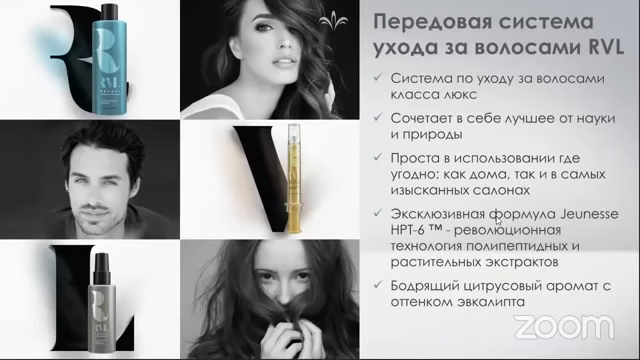 Передовая система
ухода за волосами RVL
Система по уходу за волосами
класса люкс
Сочетает в себе лучшее от науки
и природы
Проста в использовании где
угодно: как дома, так и в самых
изысканных салонах
Эксклюзивная формула Jeunesse
HPT-6 ™ - революционная
технология полипептидных и
растительных экстрактов
Бодрящий цитрусовый аромат с
оттенком эвкалипта
RVL
RVL
zoom